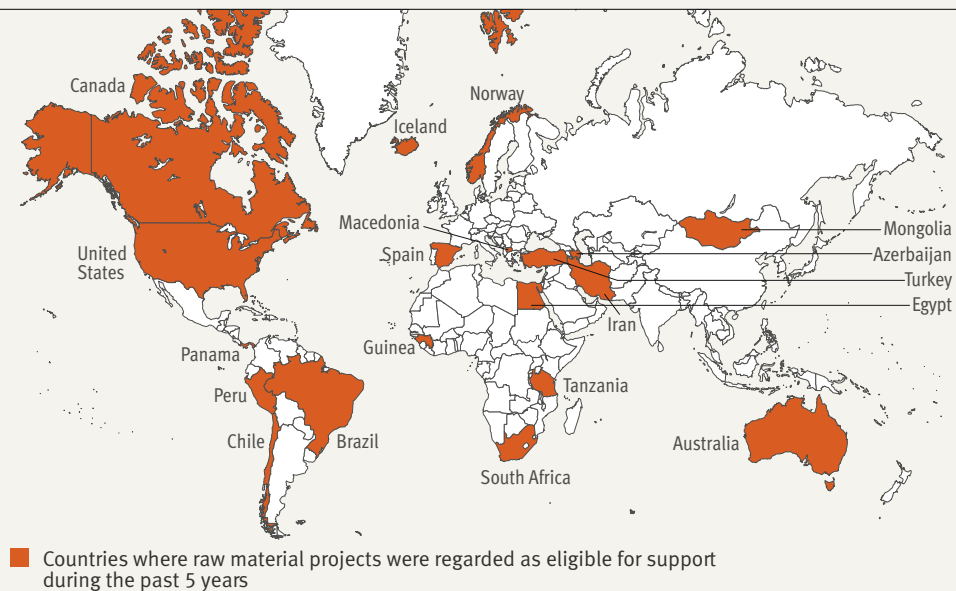 Canada
Norway
Iceland
Macedonia
Spain
United
States
Mongolia
Azerbaijan
Turkey
Egypt
Iran
Guinea
Panama
Peru
Tanzania
Chile
Brazil
Australia
South Africa
Countries where raw material projects were regarded as eligible for support
during the past 5 years